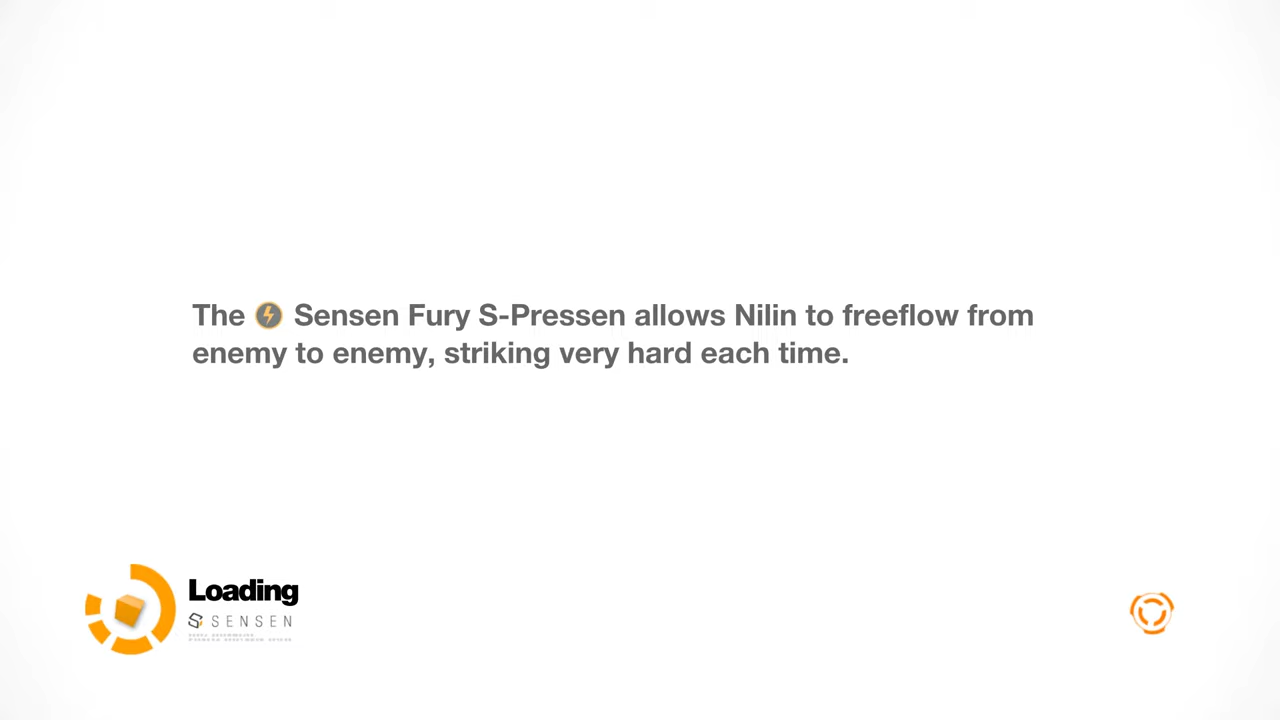 The Sensen Fury S-Pressen allows Nilin to freeflow from
enemy to enemy, striking very hard each time.
Loading
SENSEN